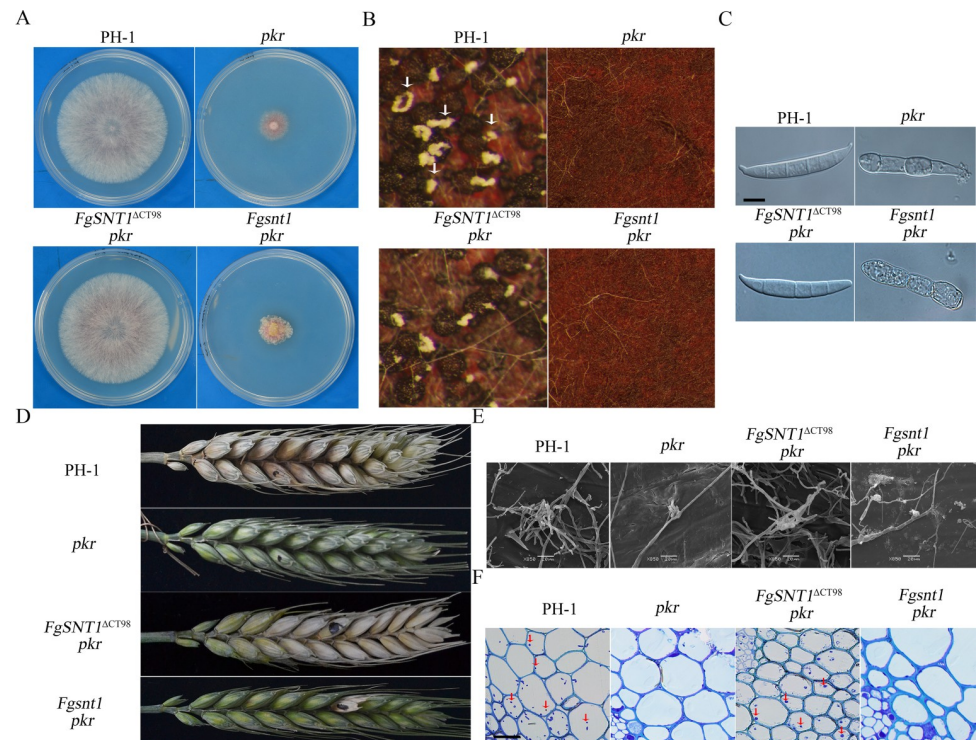 A
PH-1 pkr
FgSNT1ΔCT98 Fgsnt1
pkr pkr
B
PH-1 pkr
FgSNT1ΔCT98 Fgsnt1
pkr pkr
C
PH-1 pkr
FgSNT1ΔCT98 Fgsnt1
pkr pkr
D
PH-1
pkr
FgSNT1ΔCT98
pkr
Fgsnt1
pkr
E
PH-1 pkr FgSNT1ΔCT98 Fgsnt1
pkr pkr
F
PH-1 pkr FgSNT1ΔCT98 Fgsnt1
pkr pkr